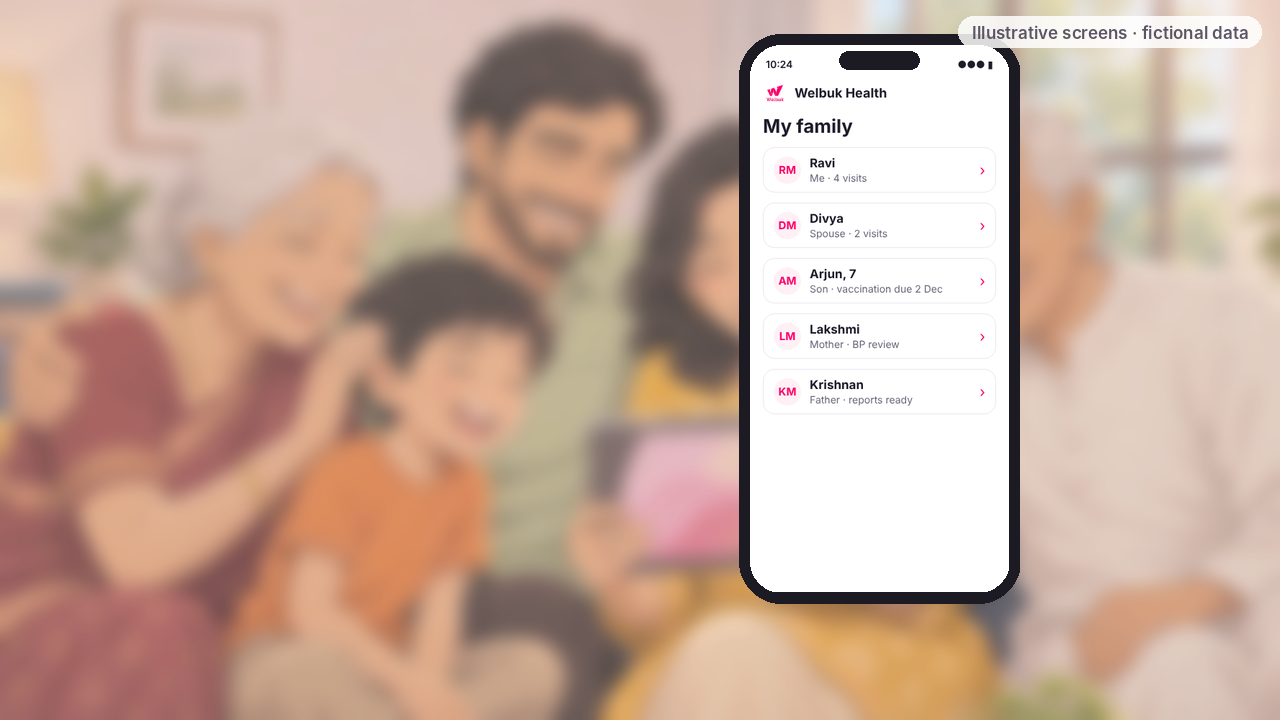 Illustrative screens · fictional data
10:24
Welbuk Health
My family
RM
Ravi
Me · 4 visits
DM
Divya
Spouse · 2 visits
AM
Arjun, 7
Son · vaccination due 2 Dec
LM
Lakshmi
Mother · BP review
KM
Krishnan
Father · reports ready